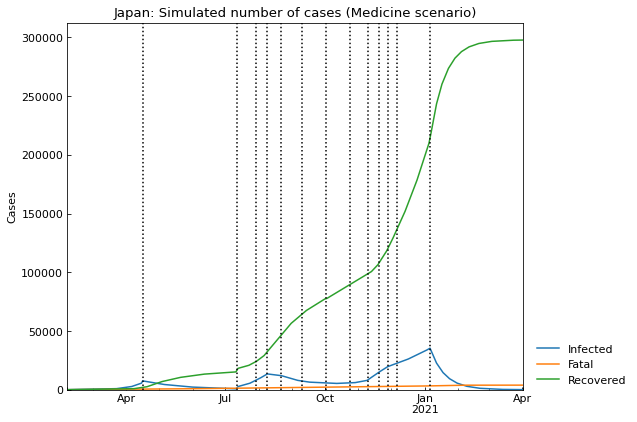 Japan: Simulated number of cases (Medicine scenario)
300000
250000
200000
150000
100000
50000
0
Cases
Apr
Jul
Oct
Jan
2021
Apr
Infected
Fatal
Recovered